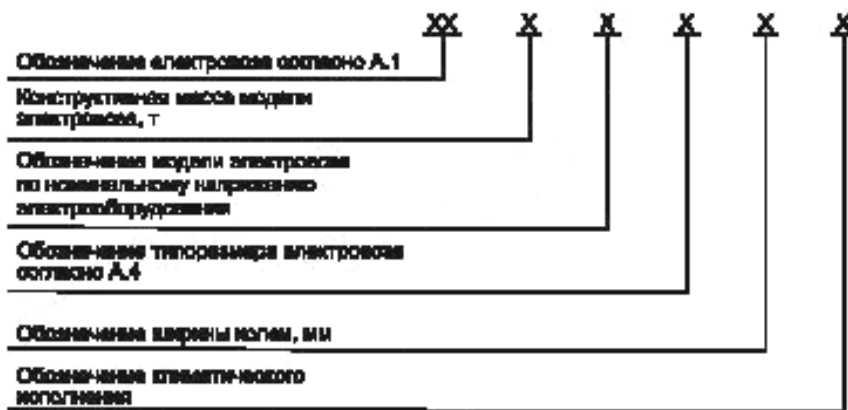 XX X X X X X
Обозначение электровоза согласно А.1
Конструктивная масса модели
электровоза, т
Обозначение модели электровоза
по номинальному напряжению
электрооборудования
Обозначение типоразмера электровоза
согласно А.4
Обозначение ширины колеи, мм
Обозначение климатического
исполнения